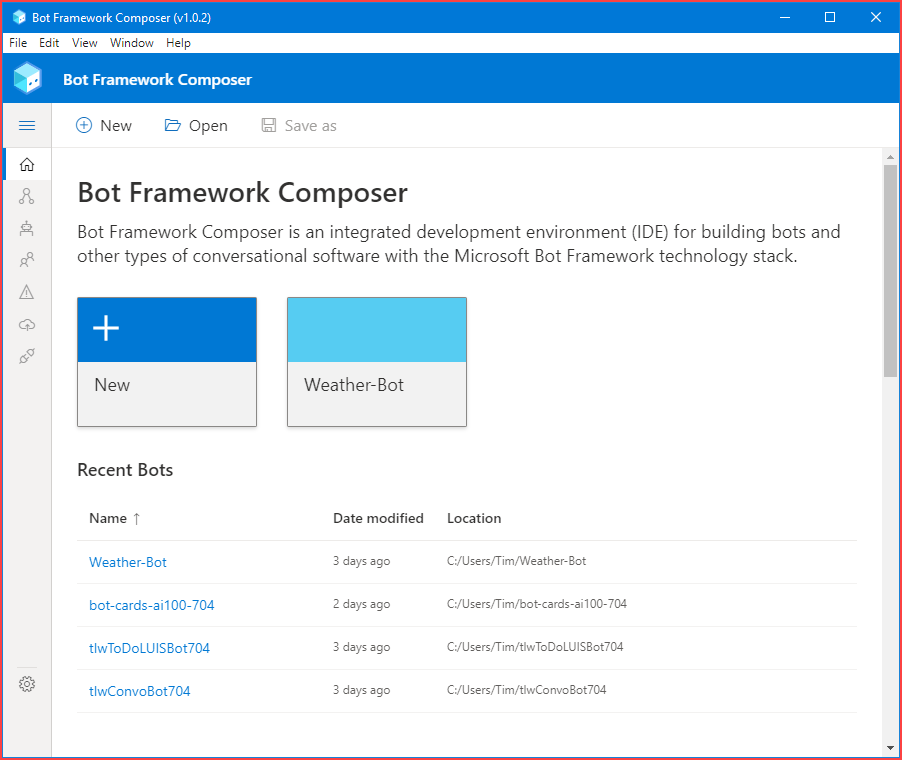 Bot Framework Composer (v1.0.2)
File Edit View Window Help
Bot Framework Composer
New Open Save as
Bot Framework Composer
Bot Framework Composer is an integrated development environment (IDE) for building bots and
other types of conversational software with the Microsoft Bot Framework technology stack.
New Weather-Bot
Recent Bots
Name ↑ Date modified Location
Weather-Bot 3 days ago C:/Users/Tim/Weather-Bot
bot-cards-ai100-704 2 days ago C:/Users/Tim/bot-cards-ai100-704
tlwToDoLUISBot704 3 days ago C:/Users/Tim/tlwToDoLUISBot704
tlwConvoBot704 3 days ago C:/Users/Tim/tlwConvoBot704